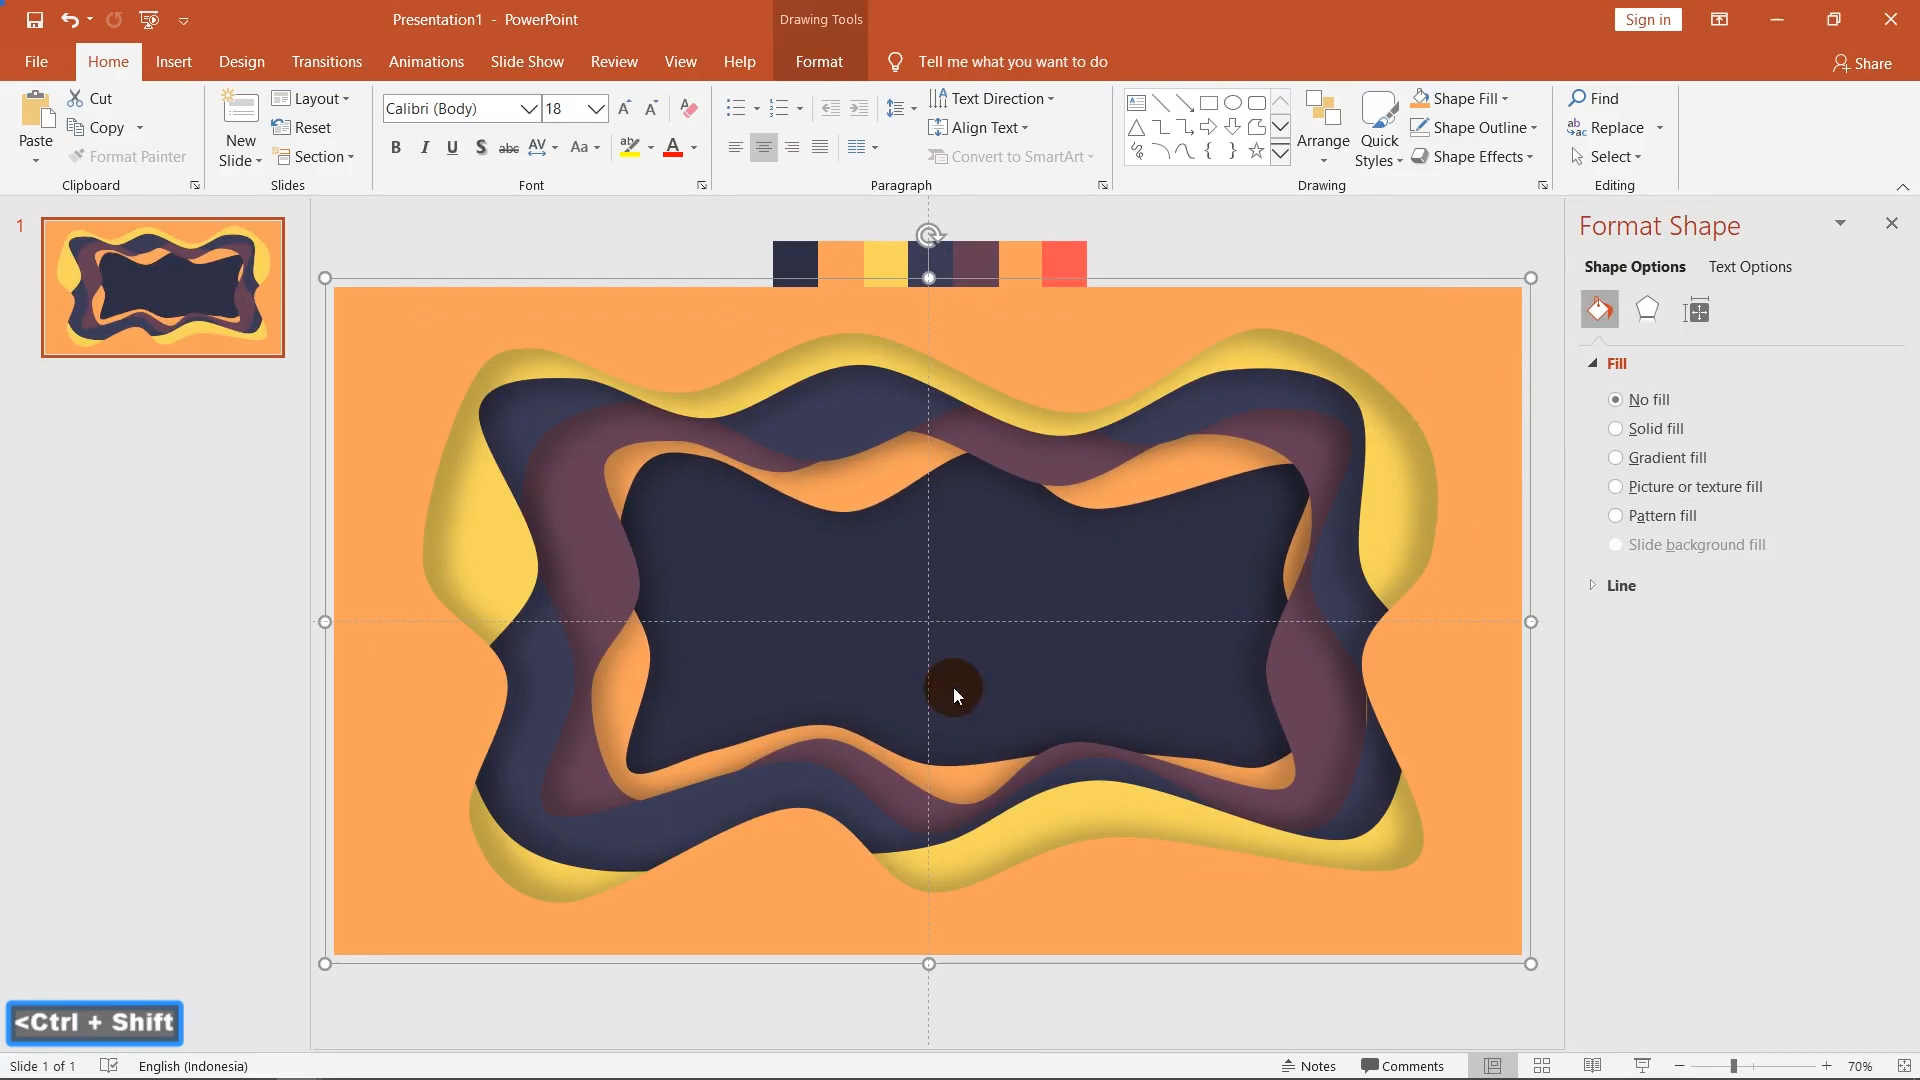 Presentation1 - PowerPoint
Drawing Tools
Sign in
File
Home
Insert
Design
Transitions
Animations
Slide Show
Review
View
Help
Format
Tell me what you want to do
Share
Paste
Cut
Copy
Format Painter
Clipboard
New
Slide
Layout
Reset
Section
Slides
Calibri (Body)
18
Font
Text Direction
Align Text
Convert to SmartArt
Paragraph
Arrange
Quick
Styles
Shape Fill
Shape Outline
Shape Effects
Drawing
Find
Replace
Select
Editing
1
Format Shape
Shape Options
Text Options
Fill
No fill
Solid fill
Gradient fill
Picture or texture fill
Pattern fill
Slide background fill
Line
<Ctrl + Shift
Slide 1 of 1
English (Indonesia)
Notes
Comments
70%